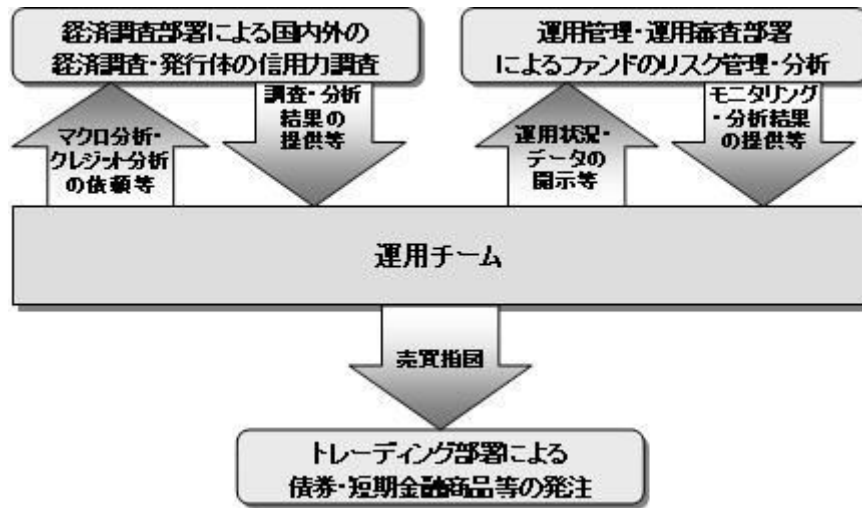 経済調査部署による国内外の
経済調査・発行体の信用力調査
運用管理・運用審査部署
によるファンドのリスク管理・分析
マクロ分析・
クレジット分析
の依頼等
調査・分析
結果の
提供等
運用状況・
データの
開示等
モニタリング
・分析結果
の提供等
運用チーム
売買指図
トレーディング部署による
債券・短期金融商品等の発注